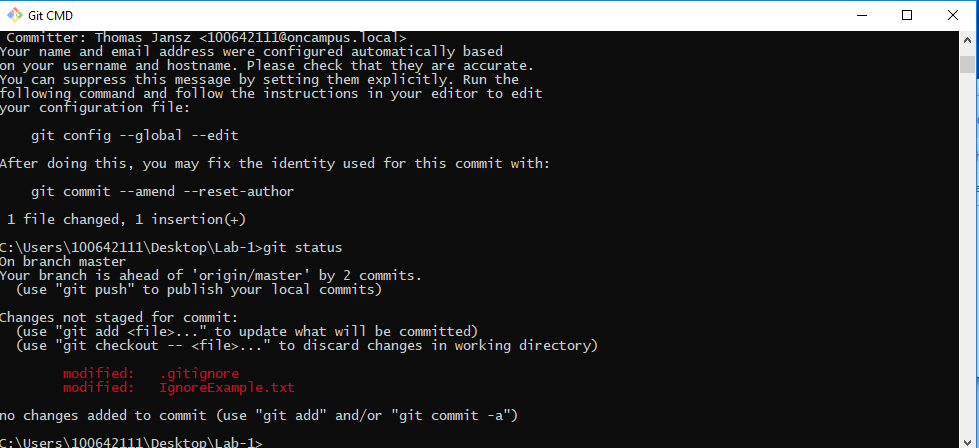 Git CMD
Committer: Thomas Jansz <100642111@oncampus.local>
Your name and email address were configured automatically based
on your username and hostname. Please check that they are accurate.
You can suppress this message by setting them explicitly. Run the
following command and follow the instructions in your editor to edit
your configuration file:
git config --global --edit
After doing this, you may fix the identity used for this commit with:
git commit --amend --reset-author
1 file changed, 1 insertion(+)
C:\Users\100642111\Desktop\Lab-1>git status
On branch master
Your branch is ahead of 'origin/master' by 2 commits.
(use "git push" to publish your local commits)
Changes not staged for commit:
(use "git add <file>..." to update what will be committed)
(use "git checkout -- <file>..." to discard changes in working directory)
modified:   .gitignore
modified:   IgnoreExample.txt
no changes added to commit (use "git add" and/or "git commit -a")
C:\Users\100642111\Desktop\Lab-1>